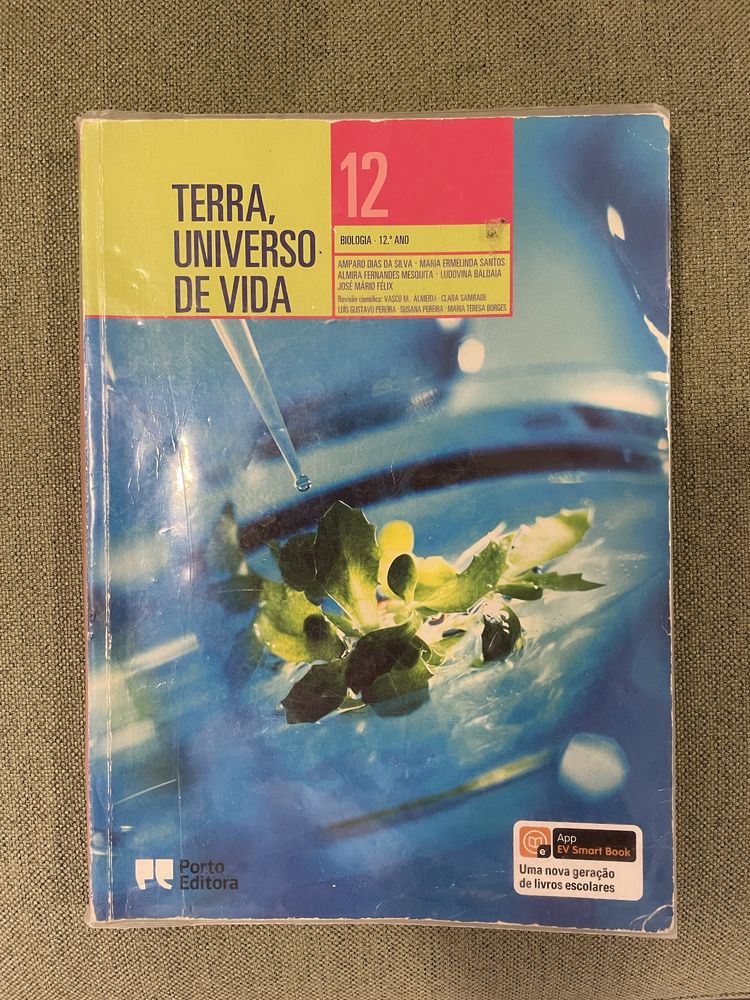 TERRA,
UNIVERSO
DE VIDA
12
BIOLOGIA · 12.º ANO
AMPARO DIAS DA SILVA · MARIA ERMELINDA SANTOS
ALMIRA FERNANDES MESQUITA · LUDOVINA BALDAIA
JOSÉ MÁRIO FÉLIX
Revisão científica: VASCO M. ALMEIDA · CLARA SAMBADE
LUÍS GUSTAVO PEREIRA · SUSANA PEREIRA · MARIA TERESA BORGES
Porto
Editora
e
App
EV Smart Book
Uma nova geração
de livros escolares